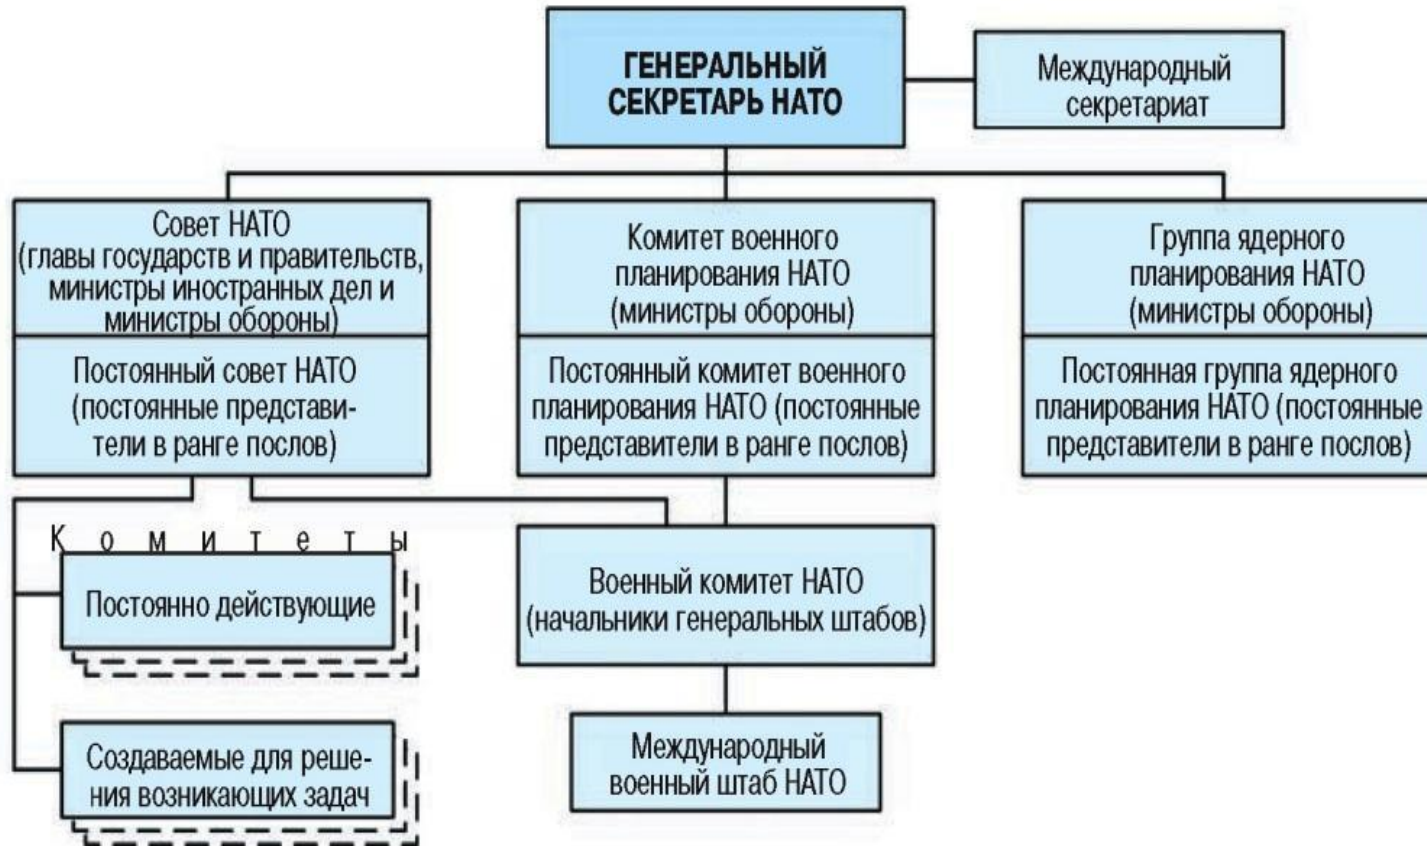 ГЕНЕРАЛЬНЫЙ
СЕКРЕТАРЬ НАТО
Международный
секретариат
Совет НАТО
(главы государств и правительств,
министры иностранных дел и
министры обороны)
Постоянный совет НАТО
(постоянные представи-
тели в ранге послов)
Комитет военного
планирования НАТО
(министры обороны)
Постоянный комитет военного
планирования НАТО (постоянные
представители в ранге послов)
Группа ядерного
планирования НАТО
(министры обороны)
Постоянная группа ядерного
планирования НАТО (постоянные
представители в ранге послов)
Комитеты
Постоянно действующие
Создаваемые для реше-
ния возникающих задач
Военный комитет НАТО
(начальники генеральных штабов)
Международный
военный штаб НАТО